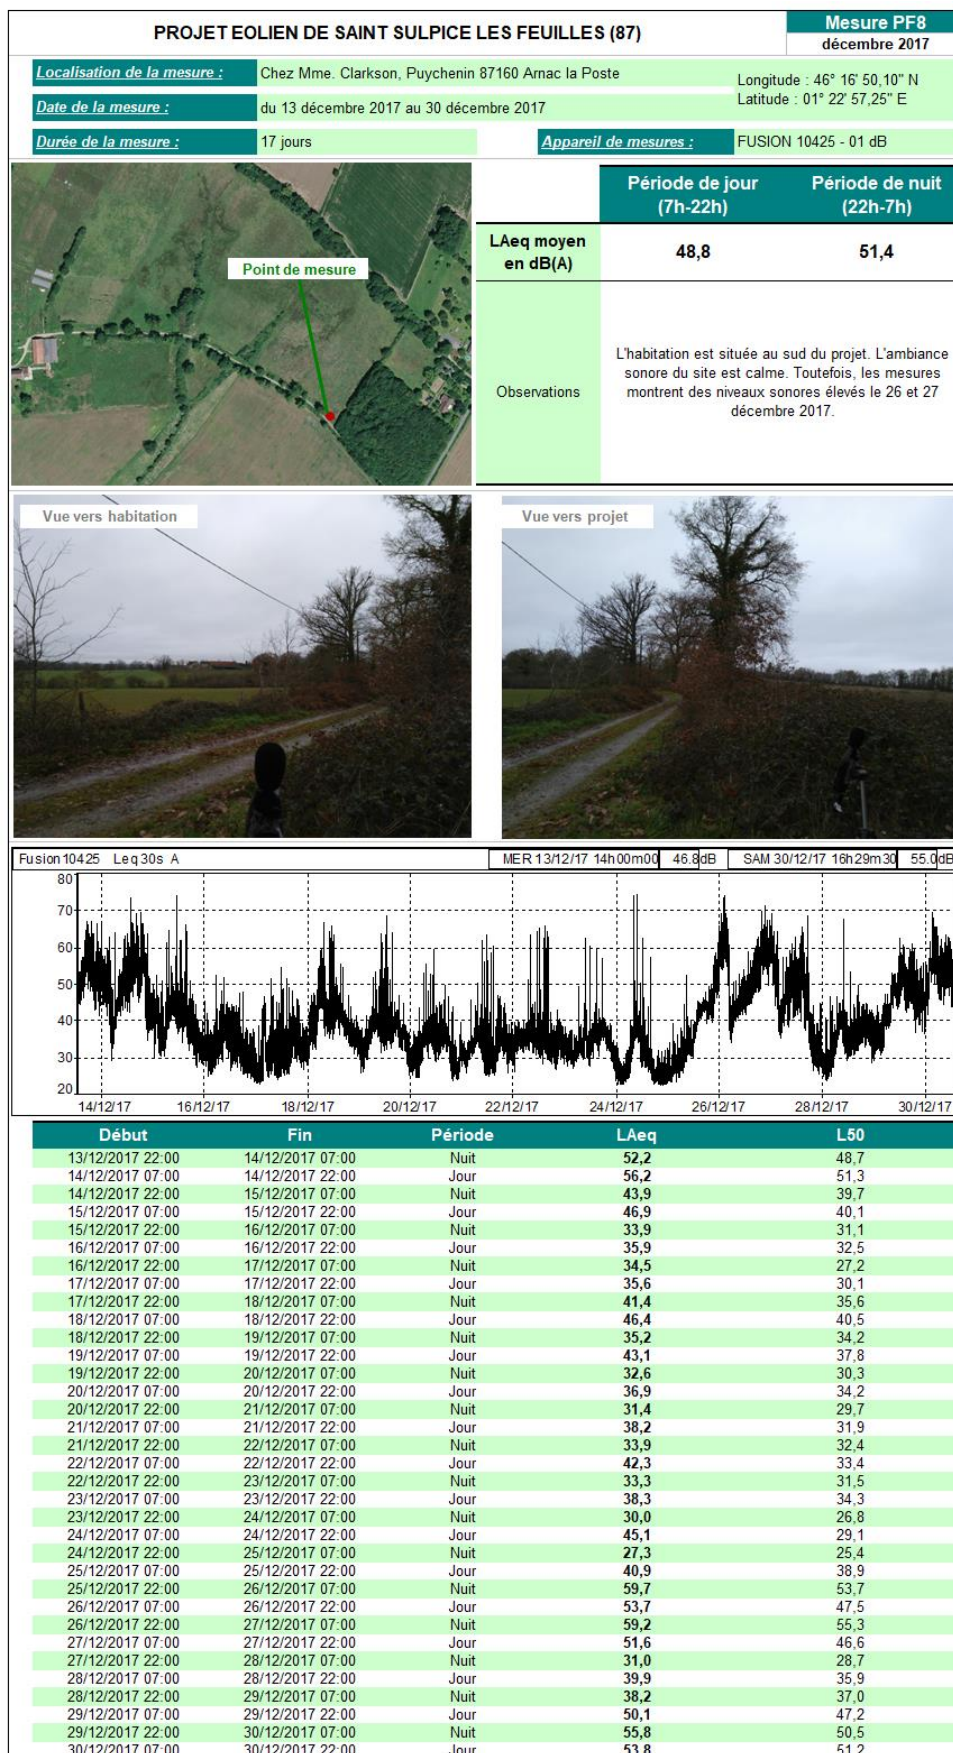 PROJET EOLIEN DE SAINT SULPICE LES FEUILLES (87)
Mesure PF8
décembre 2017
Localisation de la mesure :
Chez Mme. Clarkson, Puychenin 87160 Arnac la Poste
Longitude : 46° 16' 50,10" N
Latitude : 01° 22' 57,25" E
Date de la mesure :
du 13 décembre 2017 au 30 décembre 2017
Durée de la mesure :
17 jours
Appareil de mesures :
FUSION 10425 - 01 dB
Point de mesure
Période de jour (7h-22h)
Période de nuit (22h-7h)
LAeq moyen en dB(A)
48,8
51,4
Observations
L'habitation est située au sud du projet. L'ambiance
sonore du site est calme. Toutefois, les mesures
montrent des niveaux sonores élevés le 26 et 27
décembre 2017.
Vue vers habitation
Vue vers projet
Fusion 10425 Leq 30s A
MER 13/12/17 14h00m00 46.8dB
SAM 30/12/17 16h29m30 55.0dB
80
70
60
50
40
30
20
14/12/17 16/12/17 18/12/17 20/12/17 22/12/17 24/12/17 26/12/17 28/12/17 30/12/17
Début Fin Période LAeq L50
13/12/2017 22:00 14/12/2017 07:00 Nuit 52,2 48,7
14/12/2017 07:00 14/12/2017 22:00 Jour 56,2 51,3
14/12/2017 22:00 15/12/2017 07:00 Nuit 43,9 39,7
15/12/2017 07:00 15/12/2017 22:00 Jour 46,9 40,1
15/12/2017 22:00 16/12/2017 07:00 Nuit 33,9 31,1
16/12/2017 07:00 16/12/2017 22:00 Jour 35,9 32,5
16/12/2017 22:00 17/12/2017 07:00 Nuit 34,5 27,2
17/12/2017 07:00 17/12/2017 22:00 Jour 35,6 30,1
17/12/2017 22:00 18/12/2017 07:00 Nuit 41,4 35,6
18/12/2017 07:00 18/12/2017 22:00 Jour 46,4 40,5
18/12/2017 22:00 19/12/2017 07:00 Nuit 35,2 34,2
19/12/2017 07:00 19/12/2017 22:00 Jour 43,1 37,8
19/12/2017 22:00 20/12/2017 07:00 Nuit 32,6 30,3
20/12/2017 07:00 20/12/2017 22:00 Jour 36,9 34,2
20/12/2017 22:00 21/12/2017 07:00 Nuit 31,4 29,7
21/12/2017 07:00 21/12/2017 22:00 Jour 38,2 31,9
21/12/2017 22:00 22/12/2017 07:00 Nuit 33,9 32,4
22/12/2017 07:00 22/12/2017 22:00 Jour 42,3 33,4
22/12/2017 22:00 23/12/2017 07:00 Nuit 33,3 31,5
23/12/2017 07:00 23/12/2017 22:00 Jour 38,3 34,3
23/12/2017 22:00 24/12/2017 07:00 Nuit 30,0 26,8
24/12/2017 07:00 24/12/2017 22:00 Jour 45,1 29,1
24/12/2017 22:00 25/12/2017 07:00 Nuit 27,3 25,4
25/12/2017 07:00 25/12/2017 22:00 Jour 40,9 38,9
25/12/2017 22:00 26/12/2017 07:00 Nuit 59,7 53,7
26/12/2017 07:00 26/12/2017 22:00 Jour 53,7 47,5
26/12/2017 22:00 27/12/2017 07:00 Nuit 59,2 55,3
27/12/2017 07:00 27/12/2017 22:00 Jour 51,6 46,6
27/12/2017 22:00 28/12/2017 07:00 Nuit 31,0 28,7
28/12/2017 07:00 28/12/2017 22:00 Jour 39,9 35,9
28/12/2017 22:00 29/12/2017 07:00 Nuit 38,2 37,0
29/12/2017 07:00 29/12/2017 22:00 Jour 50,1 47,2
29/12/2017 22:00 30/12/2017 07:00 Nuit 55,8 50,5
30/12/2017 07:00 30/12/2017 22:00 Jour 53,8 51,2